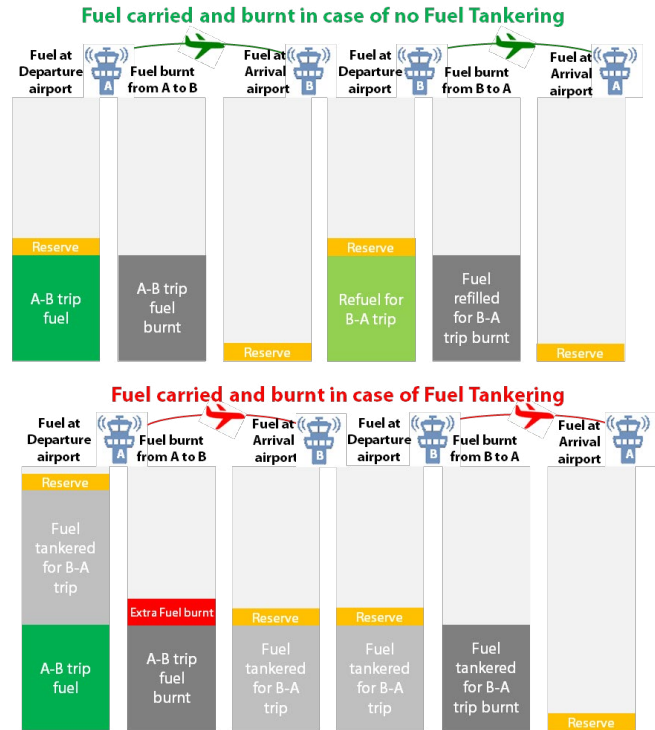 Fuel carried and burnt in case of no Fuel Tankering
Fuel at
Departure
airport
A
Fuel burnt
from A to B
Fuel at
Arrival
airport
B
Fuel at
Departure
airport
B
Fuel burnt
from B to A
Fuel at
Arrival
airport
A
Reserve
A-B trip
fuel
A-B trip
fuel
burnt
Reserve
Reserve
Refuel for
B-A trip
Fuel
refilled
for B-A
trip burnt
Reserve
Fuel carried and burnt in case of Fuel Tankering
Fuel at
Departure
airport
A
Fuel burnt
from A to B
Fuel at
Arrival
airport
B
Fuel at
Departure
airport
B
Fuel burnt
from B to A
Fuel at
Arrival
airport
A
Reserve
Fuel
tankered
for B-A
trip
A-B trip
fuel
Extra Fuel burnt
A-B trip
fuel
burnt
Reserve
Fuel
tankered
for B-A
trip
Reserve
Fuel
tankered
for B-A
trip
Fuel
tankered
for B-A
trip burnt
Reserve